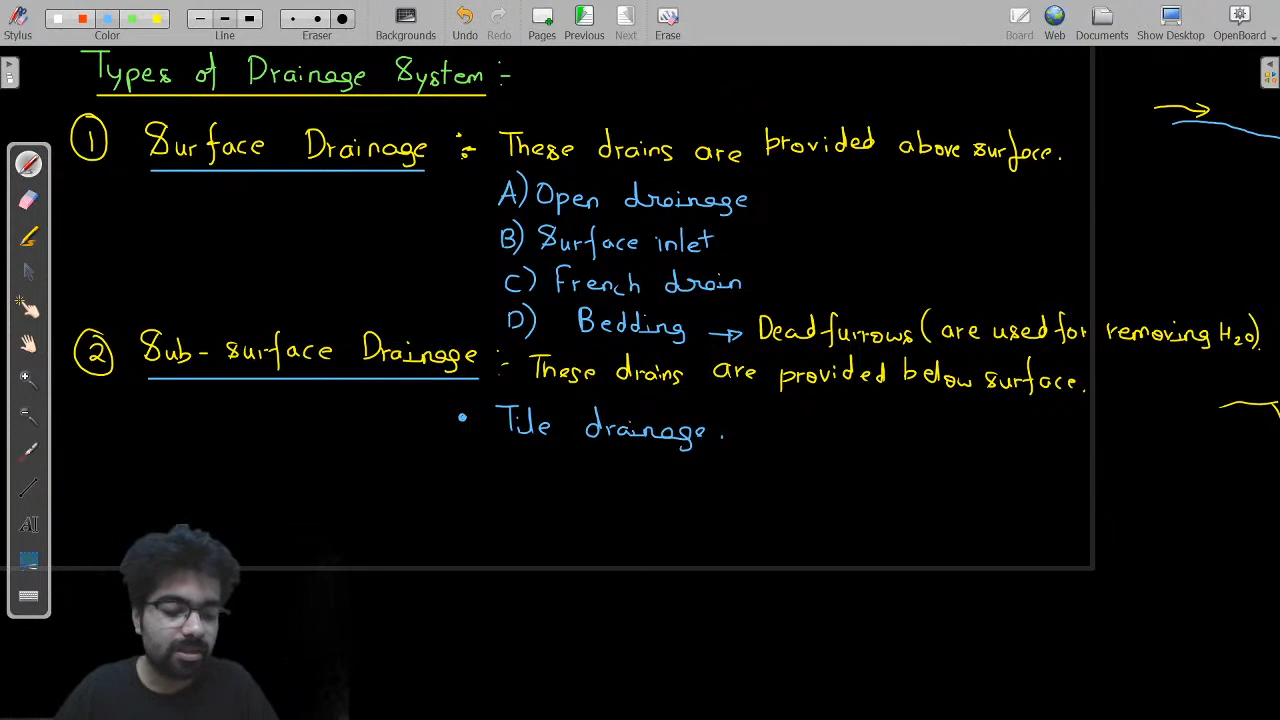 Stylus
Color
Line
Eraser
Backgrounds
Undo
Redo
Pages
Previous
Next
Erase
Board
Web
Documents
Show Desktop
OpenBoard
Types of Drainage System :-
① Surface Drainage :- These drains are provided above surface.
A) Open drainage
B) Surface inlet
C) French drain
D) Bedding → Dead furrows (are used for removing H2O).
② Sub-surface Drainage :- These drains are provided below surface.
• Tile drainage.
AI